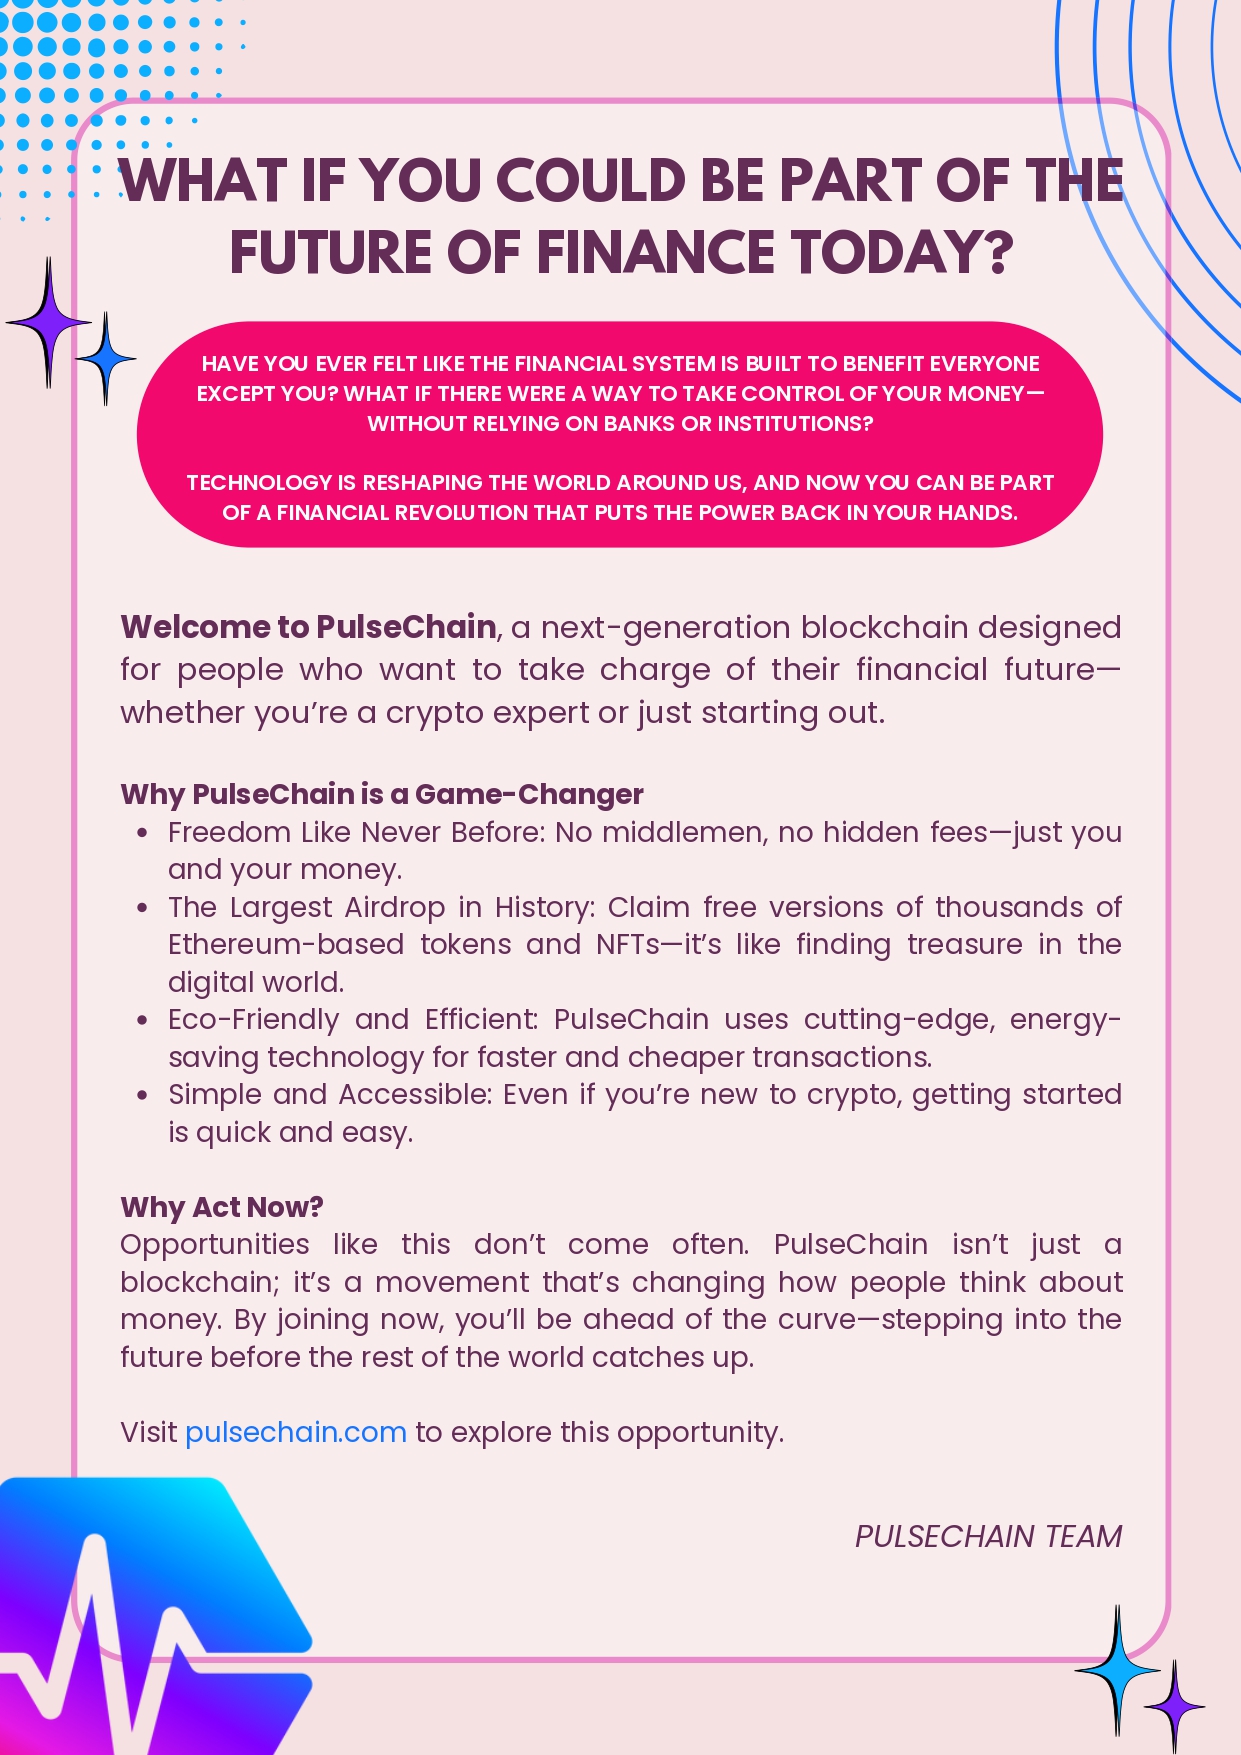 WHAT IF YOU COULD BE PART OF THE
FUTURE OF FINANCE TODAY?
HAVE YOU EVER FELT LIKE THE FINANCIAL SYSTEM IS BUILT TO BENEFIT EVERYONE
EXCEPT YOU? WHAT IF THERE WERE A WAY TO TAKE CONTROL OF YOUR MONEY—
WITHOUT RELYING ON BANKS OR INSTITUTIONS?
TECHNOLOGY IS RESHAPING THE WORLD AROUND US, AND NOW YOU CAN BE PART
OF A FINANCIAL REVOLUTION THAT PUTS THE POWER BACK IN YOUR HANDS.
Welcome to PulseChain, a next-generation blockchain designed
for people who want to take charge of their financial future—
whether you’re a crypto expert or just starting out.
Why PulseChain is a Game-Changer
• Freedom Like Never Before: No middlemen, no hidden fees—just you
and your money.
• The Largest Airdrop in History: Claim free versions of thousands of
Ethereum-based tokens and NFTs—it’s like finding treasure in the
digital world.
• Eco-Friendly and Efficient: PulseChain uses cutting-edge, energy-
saving technology for faster and cheaper transactions.
• Simple and Accessible: Even if you’re new to crypto, getting started
is quick and easy.
Why Act Now?
Opportunities like this don’t come often. PulseChain isn’t just a
blockchain; it’s a movement that’s changing how people think about
money. By joining now, you’ll be ahead of the curve—stepping into the
future before the rest of the world catches up.
Visit pulsechain.com to explore this opportunity.
PULSECHAIN TEAM